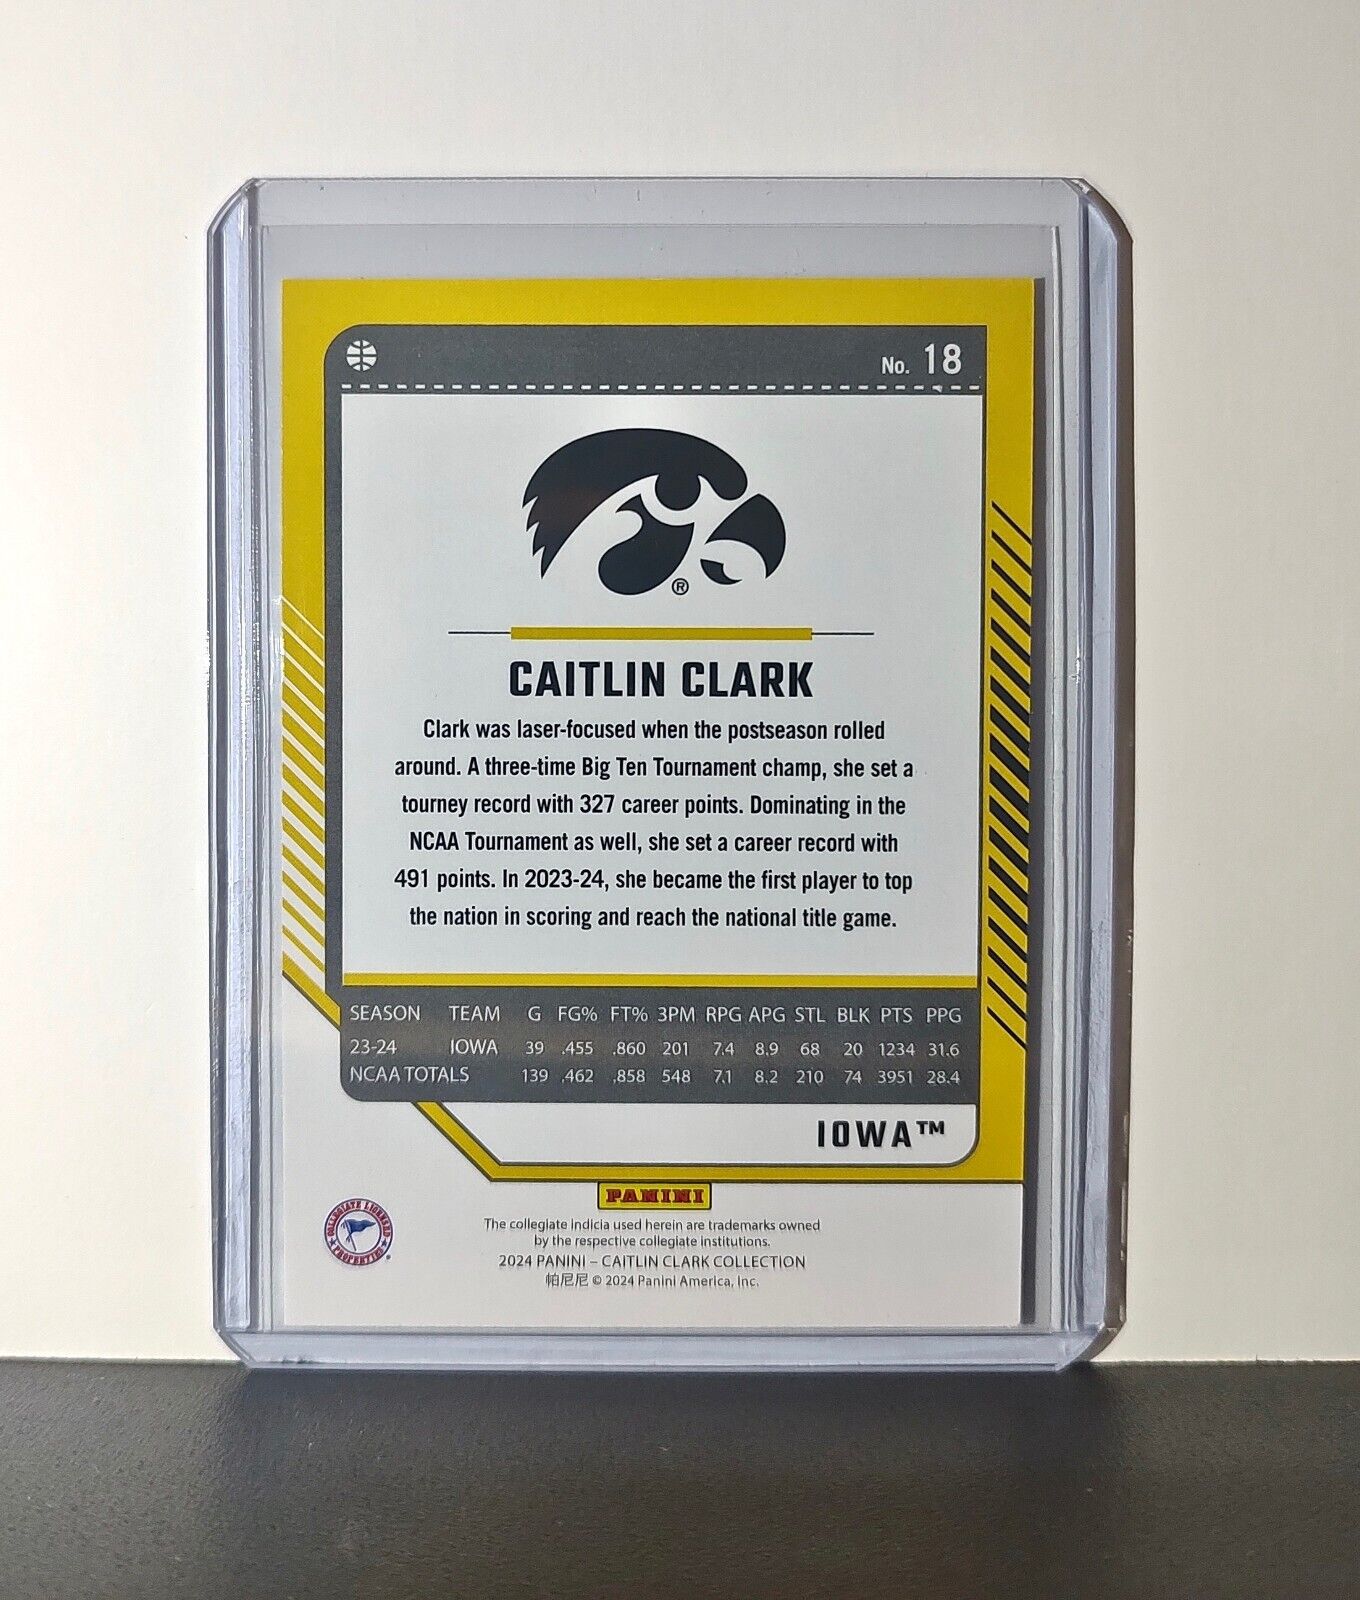 No. 18
®
CAITLIN CLARK
Clark was laser-focused when the postseason rolled
around. A three-time Big Ten Tournament champ, she set a
tourney record with 327 career points. Dominating in the
NCAA Tournament as well, she set a career record with
491 points. In 2023-24, she became the first player to top
the nation in scoring and reach the national title game.
SEASON TEAM G FG% FT% 3PM RPG APG STL BLK PTS PPG
23-24 IOWA 39 .455 .860 201 7.4 8.9 68 20 1234 31.6
NCAA TOTALS 139 .462 .858 548 7.1 8.2 210 74 3951 28.4
IOWA™
PANINI
COLLEGIATE LICENSED PROPERTIES ®
The collegiate indicia used herein are trademarks owned
by the respective collegiate institutions.
2024 PANINI – CAITLIN CLARK COLLECTION
帕尼尼 © 2024 Panini America, Inc.